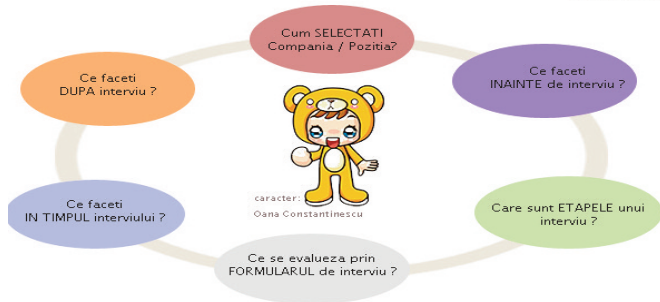 Cum SELECTATI
Compania / Pozitia?
Ce faceti
INAINTE de interviu ?
Care sunt ETAPELE unui
interviu ?
Ce se evalueza prin
FORMULARUL de interviu ?
Ce faceti
IN TIMPUL interviului ?
Ce faceti
DUPA interviu ?
caracter:
Oana Constantinescu